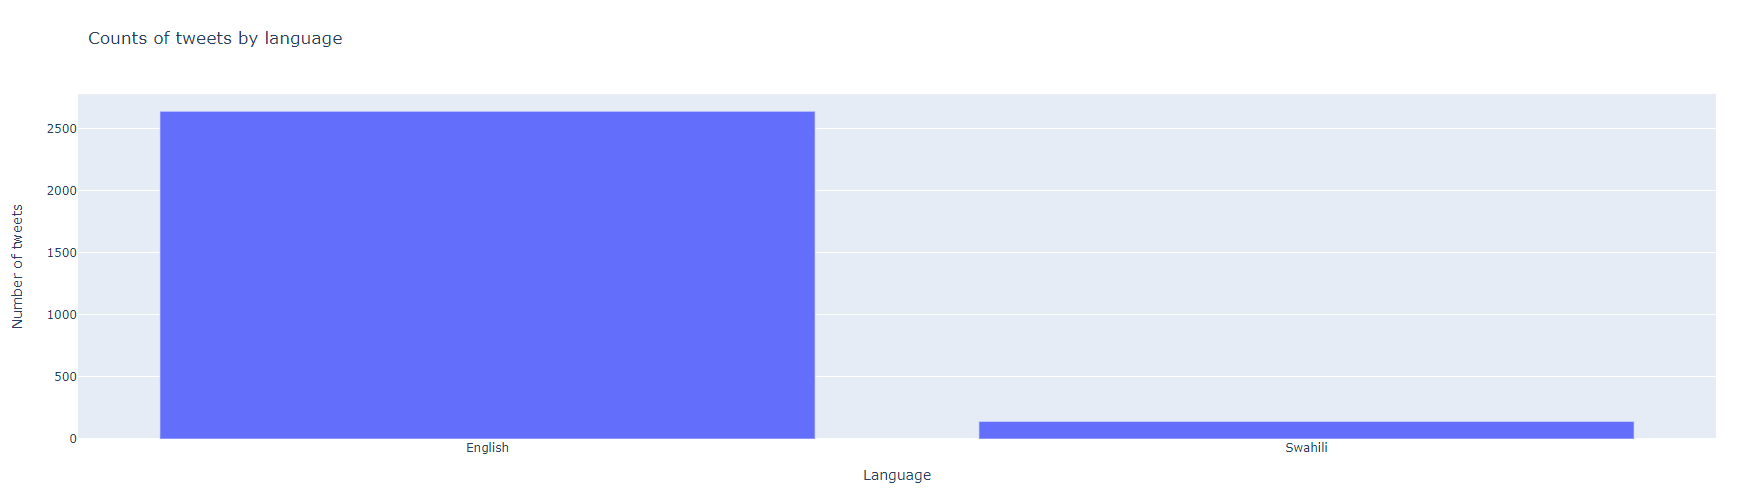 Counts of tweets by language
2500
2000
1500
1000
500
0
Number of tweets
English
Swahili
Language